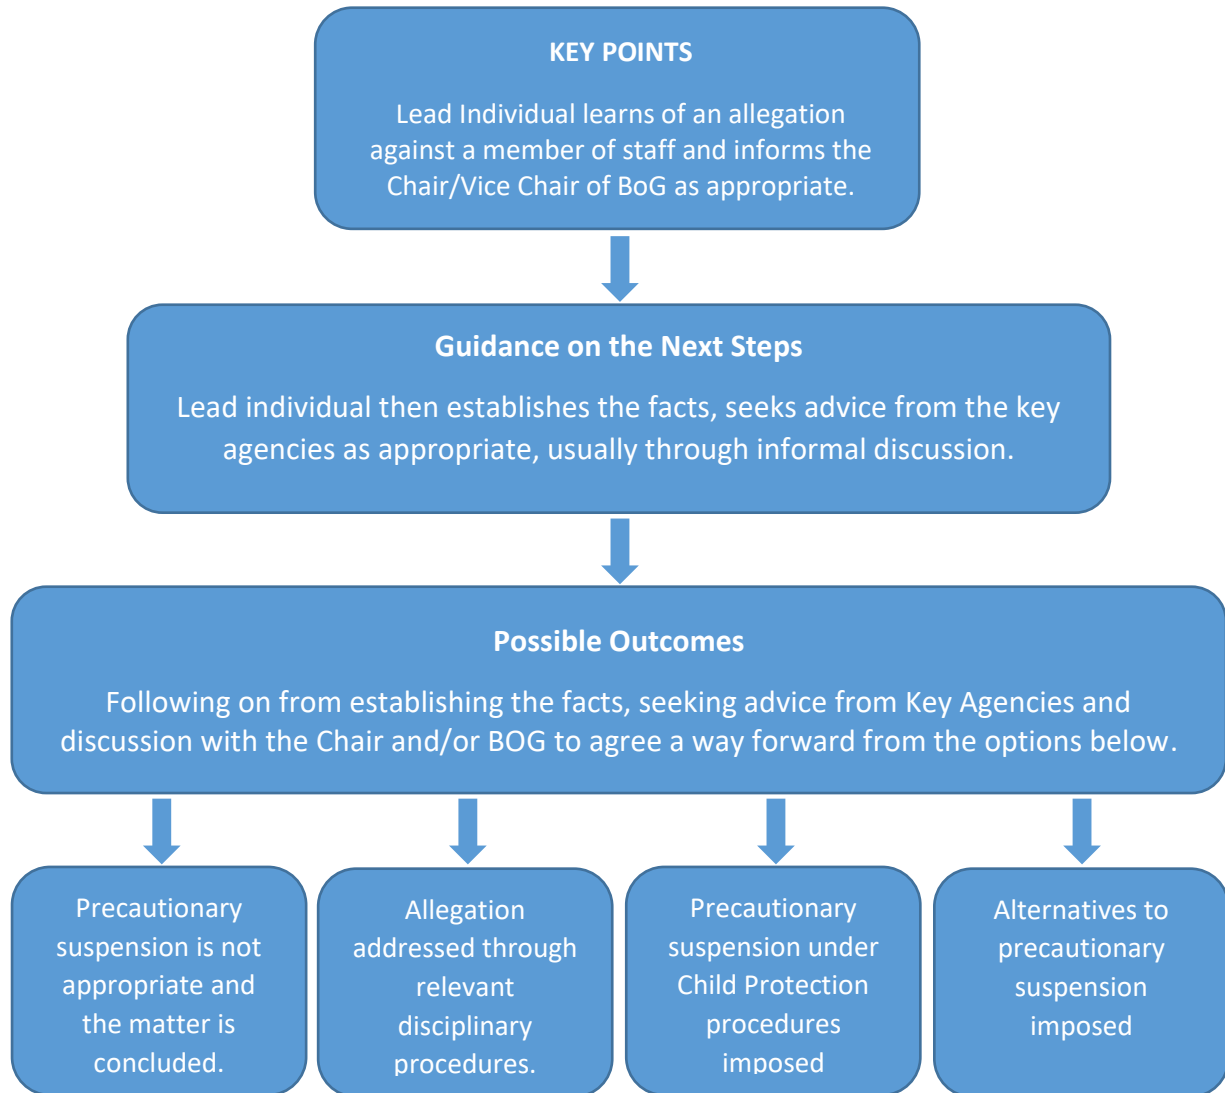 KEY POINTS
Lead Individual learns of an allegation
against a member of staff and informs the
Chair/Vice Chair of BoG as appropriate.
Guidance on the Next Steps
Lead individual then establishes the facts, seeks advice from the key
agencies as appropriate, usually through informal discussion.
Possible Outcomes
Following on from establishing the facts, seeking advice from Key Agencies and
discussion with the Chair and/or BOG to agree a way forward from the options below.
Precautionary
suspension is not
appropriate and
the matter is
concluded.
Allegation
addressed through
relevant
disciplinary
procedures.
Precautionary
suspension under
Child Protection
procedures
imposed
Alternatives to
precautionary
suspension
imposed